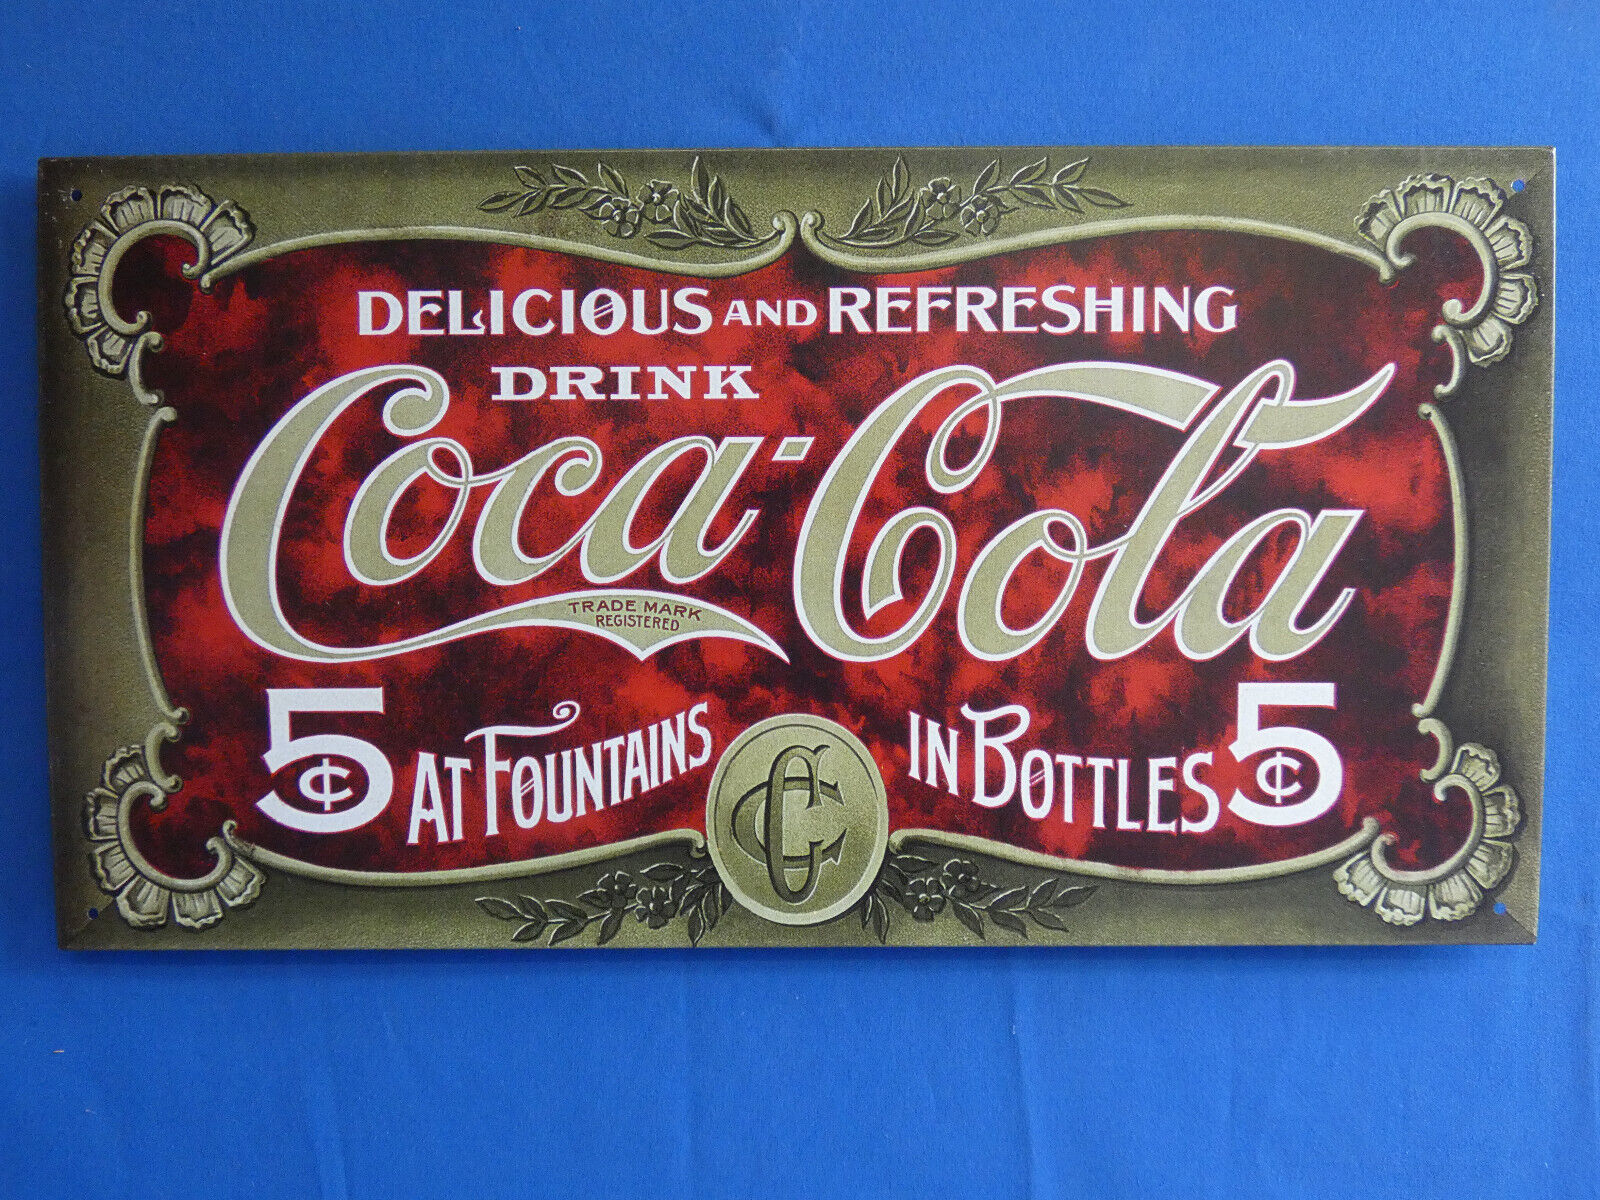 DELICIOUS AND REFRESHING
DRINK
Coca-Cola
TRADE MARK
REGISTERED
5¢ AT FOUNTAINS IN BOTTLES 5¢
CC